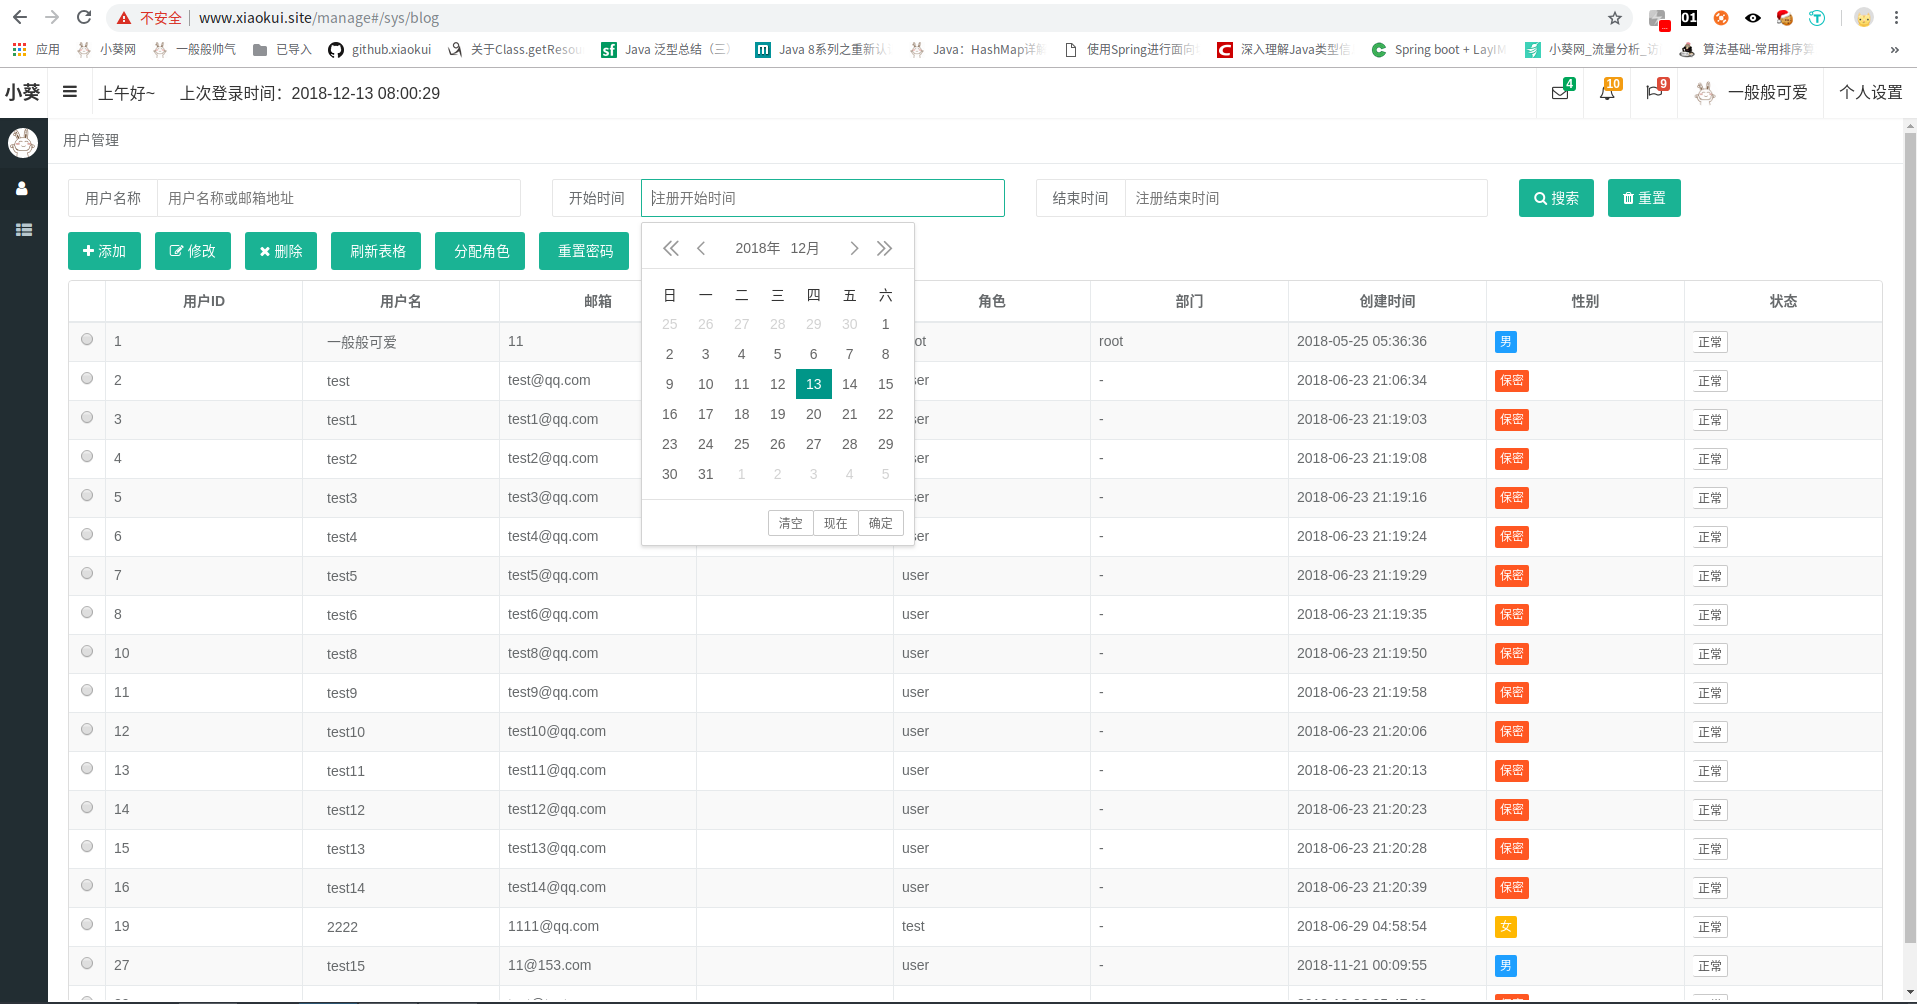 不安全 www.xiaokui.site/manage#/sys/blog
应用 小葵网 一般般帅气 已导入 github.xiaokui 关于Class.getResou Java 泛型总结（三） Java 8系列之重新认 Java：HashMap详 使用Spring进行面向 深入理解Java类型信 Spring boot + LayIM 小葵网_流量分析_访 算法基础-常用排序算 »
小葵 上午好~ 上次登录时间：2018-12-13 08:00:29 4 10 9 一般般可爱 个人设置
用户管理
用户名称 用户名称或邮箱地址 开始时间 注册开始时间 结束时间 注册结束时间 搜索 重置
添加 修改 删除 刷新表格 分配角色 重置密码
2018年 12月
日 一 二 三 四 五 六
25 26 27 28 29 30 1
2 3 4 5 6 7 8
9 10 11 12 13 14 15
16 17 18 19 20 21 22
23 24 25 26 27 28 29
30 31 1 2 3 4 5
清空 现在 确定
用户ID 用户名 邮箱 角色 部门 创建时间 性别 状态
1 一般般可爱 11 ot root 2018-05-25 05:36:36 男 正常
2 test test@qq.com ser - 2018-06-23 21:06:34 保密 正常
3 test1 test1@qq.com ser - 2018-06-23 21:19:03 保密 正常
4 test2 test2@qq.com ser - 2018-06-23 21:19:08 保密 正常
5 test3 test3@qq.com ser - 2018-06-23 21:19:16 保密 正常
6 test4 test4@qq.com ser - 2018-06-23 21:19:24 保密 正常
7 test5 test5@qq.com user - 2018-06-23 21:19:29 保密 正常
8 test6 test6@qq.com user - 2018-06-23 21:19:35 保密 正常
10 test8 test8@qq.com user - 2018-06-23 21:19:50 保密 正常
11 test9 test9@qq.com user - 2018-06-23 21:19:58 保密 正常
12 test10 test10@qq.com user - 2018-06-23 21:20:06 保密 正常
13 test11 test11@qq.com user - 2018-06-23 21:20:13 保密 正常
14 test12 test12@qq.com user - 2018-06-23 21:20:23 保密 正常
15 test13 test13@qq.com user - 2018-06-23 21:20:28 保密 正常
16 test14 test14@qq.com user - 2018-06-23 21:20:39 保密 正常
19 2222 1111@qq.com test - 2018-06-29 04:58:54 女 正常
27 test15 11@153.com user - 2018-11-21 00:09:55 男 正常